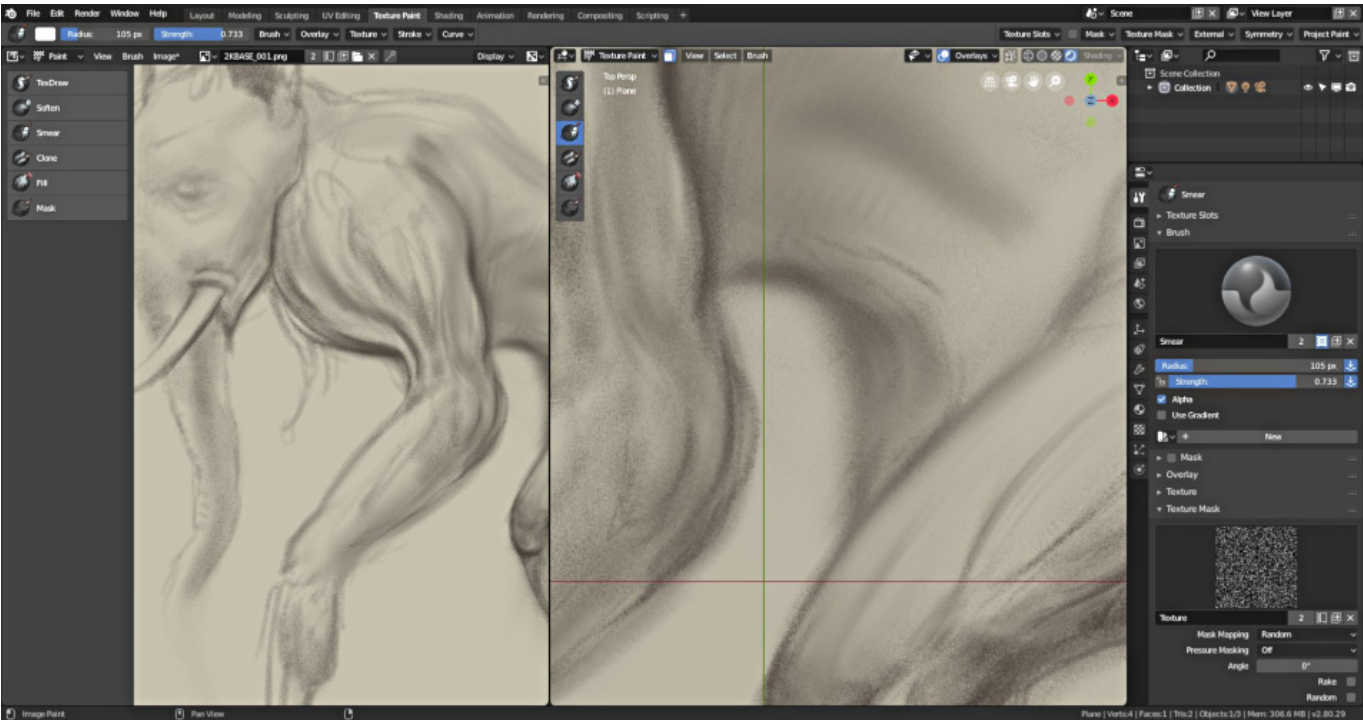 File Edit Render Window Help Layout Modeling Sculpting UV Editing Texture Paint Shading Animation Rendering Compositing Scripting + Scene View Layer
Radius: 105 px Strength: 0.733 Brush Overlay Texture Stroke Curve Texture Slots Mask Texture Mask External Symmetry Project Paint
Paint View Brush Image* 2KBASE_001.png 2 Display Texture Paint View Select Brush Overlays Shading
TexDraw
Soften
Smear
Clone
Fill
Mask
Top Persp
(1) Plane
Y
Z
X
Scene Collection
Collection
Smear
Texture Slots
Brush
Smear 2
Radius: 105 px
Strength: 0.733
Alpha
Use Gradient
+ New
Mask
Overlay
Texture
Texture Mask
Texture 2
Mask Mapping Random
Pressure Masking Off
Angle 0°
Rake
Random
Image Paint Pan View Plane | Verts:4 | Faces:1 | Tris:2 | Objects:1/3 | Mem: 306.6 MB | v2.80.29